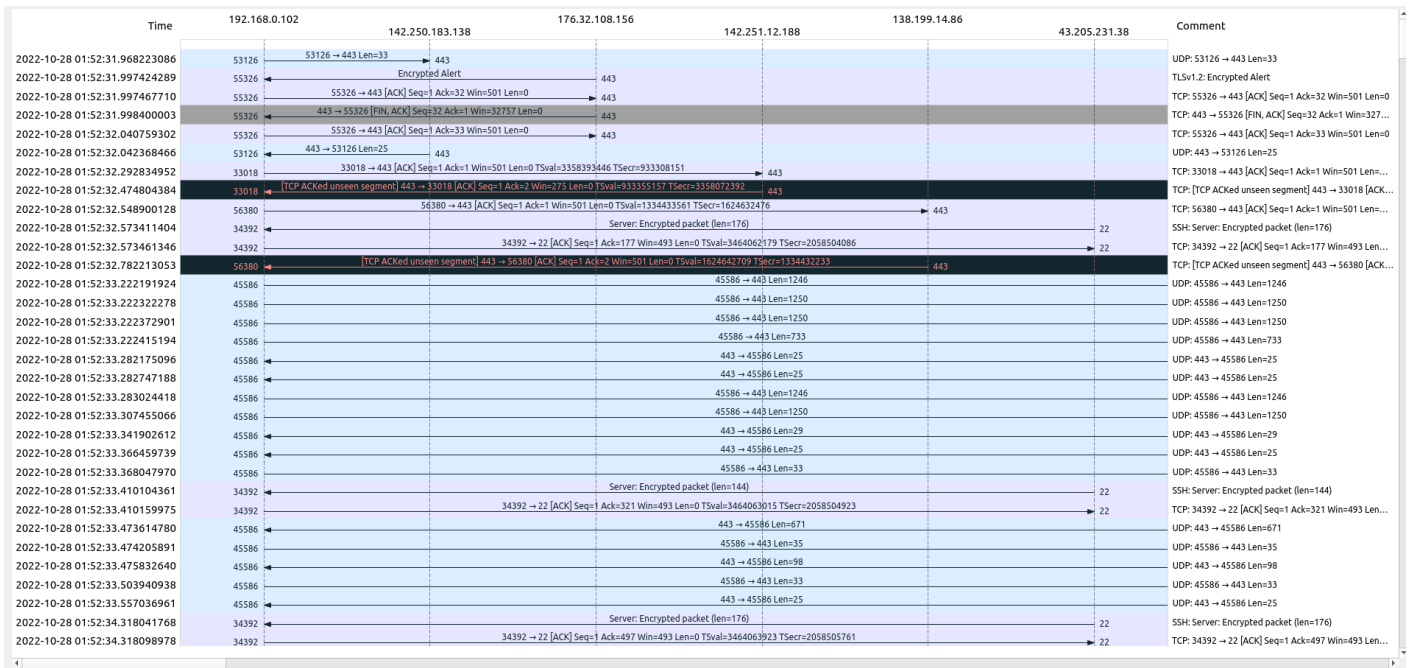 Time 192.168.0.102 176.32.108.156 138.199.14.86 Comment
142.250.183.138 142.251.12.188 43.205.231.38
2022-10-28 01:52:31.968223086 53126 53126 → 443 Len=33 443 UDP: 53126 → 443 Len=33
2022-10-28 01:52:31.997424289 55326 Encrypted Alert 443 TLSv1.2: Encrypted Alert
2022-10-28 01:52:31.997467710 55326 55326 → 443 [ACK] Seq=1 Ack=32 Win=501 Len=0 443 TCP: 55326 → 443 [ACK] Seq=1 Ack=32 Win=501 Len=0
2022-10-28 01:52:31.998400003 55326 443 → 55326 [FIN, ACK] Seq=32 Ack=1 Win=32757 Len=0 443 TCP: 443 → 55326 [FIN, ACK] Seq=32 Ack=1 Win=327...
2022-10-28 01:52:32.040759302 55326 55326 → 443 [ACK] Seq=1 Ack=33 Win=501 Len=0 443 TCP: 55326 → 443 [ACK] Seq=1 Ack=33 Win=501 Len=0
2022-10-28 01:52:32.042368466 53126 443 → 53126 Len=25 443 UDP: 443 → 53126 Len=25
2022-10-28 01:52:32.292834952 33018 33018 → 443 [ACK] Seq=1 Ack=1 Win=501 Len=0 TSval=3358393446 TSecr=933308151 443 TCP: 33018 → 443 [ACK] Seq=1 Ack=1 Win=501 Len=...
2022-10-28 01:52:32.474804384 33018 [TCP ACKed unseen segment] 443 → 33018 [ACK] Seq=1 Ack=2 Win=275 Len=0 TSval=933355157 TSecr=3358072392 443 TCP: [TCP ACKed unseen segment] 443 → 33018 [ACK...
2022-10-28 01:52:32.548900128 56380 56380 → 443 [ACK] Seq=1 Ack=1 Win=501 Len=0 TSval=1334433561 TSecr=1624632476 443 TCP: 56380 → 443 [ACK] Seq=1 Ack=1 Win=501 Len=...
2022-10-28 01:52:32.573411404 34392 Server: Encrypted packet (len=176) 22 SSH: Server: Encrypted packet (len=176)
2022-10-28 01:52:32.573461346 34392 34392 → 22 [ACK] Seq=1 Ack=177 Win=493 Len=0 TSval=3464062179 TSecr=2058504086 22 TCP: 34392 → 22 [ACK] Seq=1 Ack=177 Win=493 Len...
2022-10-28 01:52:32.782213053 56380 [TCP ACKed unseen segment] 443 → 56380 [ACK] Seq=1 Ack=2 Win=501 Len=0 TSval=1624642709 TSecr=1334432233 443 TCP: [TCP ACKed unseen segment] 443 → 56380 [ACK...
2022-10-28 01:52:33.222191924 45586 45586 → 443 Len=1246 UDP: 45586 → 443 Len=1246
2022-10-28 01:52:33.222322278 45586 45586 → 443 Len=1250 UDP: 45586 → 443 Len=1250
2022-10-28 01:52:33.222372901 45586 45586 → 443 Len=1250 UDP: 45586 → 443 Len=1250
2022-10-28 01:52:33.222415194 45586 45586 → 443 Len=733 UDP: 45586 → 443 Len=733
2022-10-28 01:52:33.282175096 45586 443 → 45586 Len=25 UDP: 443 → 45586 Len=25
2022-10-28 01:52:33.282747188 45586 443 → 45586 Len=25 UDP: 443 → 45586 Len=25
2022-10-28 01:52:33.283024418 45586 45586 → 443 Len=1246 UDP: 45586 → 443 Len=1246
2022-10-28 01:52:33.307455066 45586 45586 → 443 Len=1250 UDP: 45586 → 443 Len=1250
2022-10-28 01:52:33.341902612 45586 443 → 45586 Len=29 UDP: 443 → 45586 Len=29
2022-10-28 01:52:33.366459739 45586 443 → 45586 Len=25 UDP: 443 → 45586 Len=25
2022-10-28 01:52:33.368047970 45586 45586 → 443 Len=33 UDP: 45586 → 443 Len=33
2022-10-28 01:52:33.410104361 34392 Server: Encrypted packet (len=144) 22 SSH: Server: Encrypted packet (len=144)
2022-10-28 01:52:33.410159975 34392 34392 → 22 [ACK] Seq=1 Ack=321 Win=493 Len=0 TSval=3464063015 TSecr=2058504923 22 TCP: 34392 → 22 [ACK] Seq=1 Ack=321 Win=493 Len...
2022-10-28 01:52:33.473614780 45586 443 → 45586 Len=671 UDP: 443 → 45586 Len=671
2022-10-28 01:52:33.474205891 45586 45586 → 443 Len=35 UDP: 45586 → 443 Len=35
2022-10-28 01:52:33.475832640 45586 443 → 45586 Len=98 UDP: 443 → 45586 Len=98
2022-10-28 01:52:33.503940938 45586 45586 → 443 Len=33 UDP: 45586 → 443 Len=33
2022-10-28 01:52:33.557036961 45586 443 → 45586 Len=25 UDP: 443 → 45586 Len=25
2022-10-28 01:52:34.318041768 34392 Server: Encrypted packet (len=176) 22 SSH: Server: Encrypted packet (len=176)
2022-10-28 01:52:34.318098978 34392 34392 → 22 [ACK] Seq=1 Ack=497 Win=493 Len=0 TSval=3464063923 TSecr=2058505761 22 TCP: 34392 → 22 [ACK] Seq=1 Ack=497 Win=493 Len...